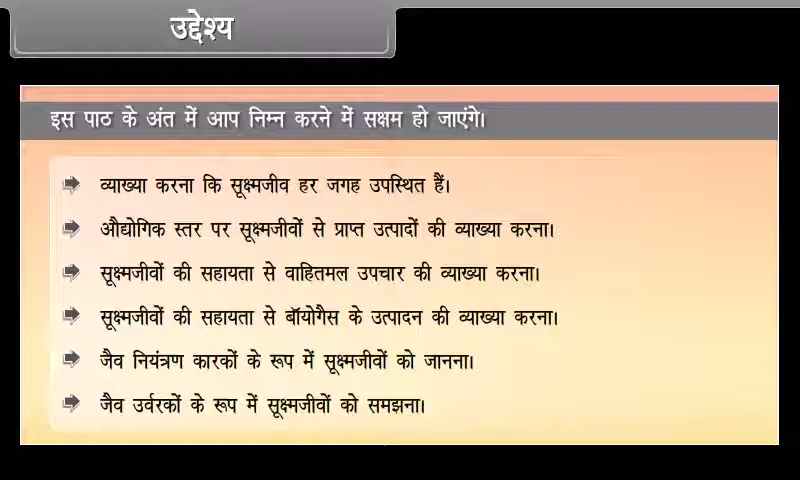 उद्देश्य
इस पाठ के अंत में आप निम्न करने में सक्षम हो जाएंगे।
व्याख्या करना कि सूक्ष्मजीव हर जगह उपस्थित हैं।
औद्योगिक स्तर पर सूक्ष्मजीवों से प्राप्त उत्पादों की व्याख्या करना।
सूक्ष्मजीवों की सहायता से वाहितमल उपचार की व्याख्या करना।
सूक्ष्मजीवों की सहायता से बॉयोगैस के उत्पादन की व्याख्या करना।
जैव नियंत्रण कारकों के रूप में सूक्ष्मजीवों को जानना।
जैव उर्वरकों के रूप में सूक्ष्मजीवों को समझना।